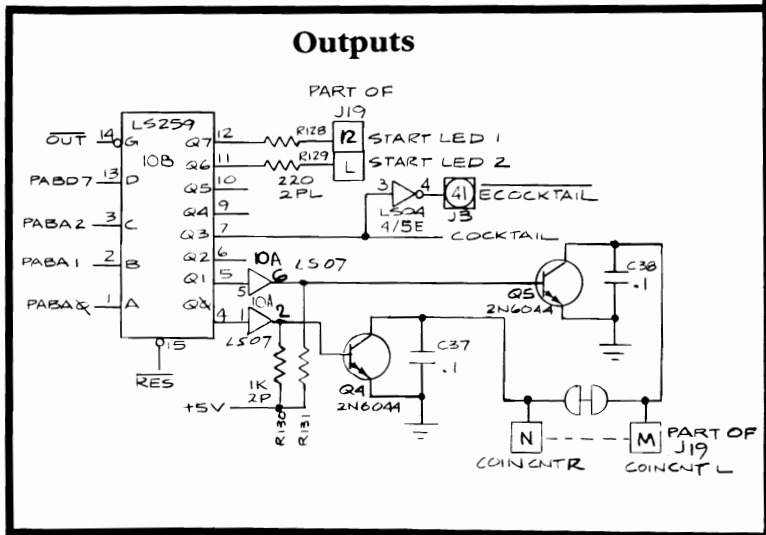 Outputs
PART OF
J19
LS259
10B
OUT 14 G
PABD7 13 D
PABA2 3 C
PABA1 2 B
PABA0 1 A
15
RES
Q7 12 R128 R START LED 1
Q6 11 R129 L START LED 2
220
2PL
Q5 10
Q4 9
Q3 7
3 4 41 ECOCKTAIL
LS04 J3
4/5E
COCKTAIL
Q2 6
Q1 5 5 10A 6 LS07
Q0 4 1 10A 2
LS07
Q5
2N6044
C38
.1
Q4
2N6044
C37
.1
1K
2P
+5V
R130
R131
N M PART OF
J19
COINCNTR COINCNT L